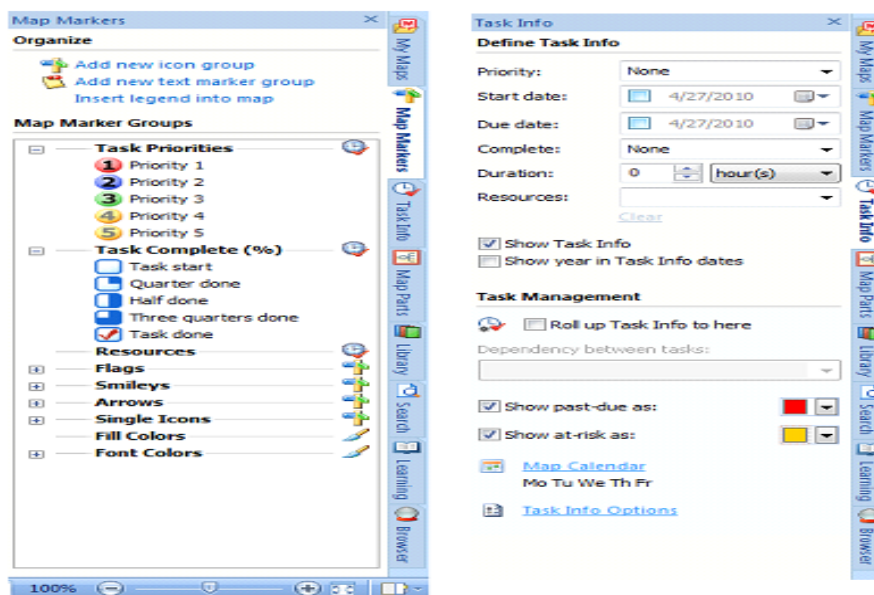 Map Markers
Organize
Add new icon group
Add new text marker group
Insert legend into map
Map Marker Groups
Task Priorities
1 Priority 1
2 Priority 2
3 Priority 3
4 Priority 4
5 Priority 5
Task Complete (%)
Task start
Quarter done
Half done
Three quarters done
Task done
Resources
Flags
Smileys
Arrows
Single Icons
Fill Colors
Font Colors
100%
My Maps
Map Markers
Task Info
Map Parts
Library
Search
Learning
Browser
Task Info
Define Task Info
Priority: None
Start date: 4/27/2010
Due date: 4/27/2010
Complete: None
Duration: 0 hour(s)
Resources:
Clear
Show Task Info
Show year in Task Info dates
Task Management
Roll up Task Info to here
Dependency between tasks:
Show past-due as:
Show at-risk as:
Map Calendar
Mo Tu We Th Fr
Task Info Options
My Maps
Map Markers
Task Info
Map Parts
Library
Search
Learning
Browser